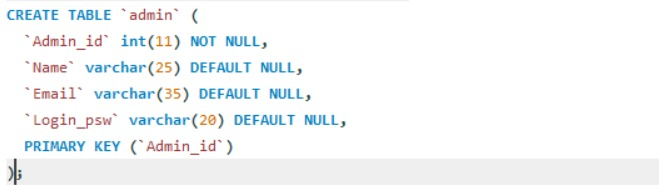 CREATE TABLE `admin` (
`Admin_id` int(11) NOT NULL,
`Name` varchar(25) DEFAULT NULL,
`Email` varchar(35) DEFAULT NULL,
`Login_psw` varchar(20) DEFAULT NULL,
PRIMARY KEY (`Admin_id`)
);